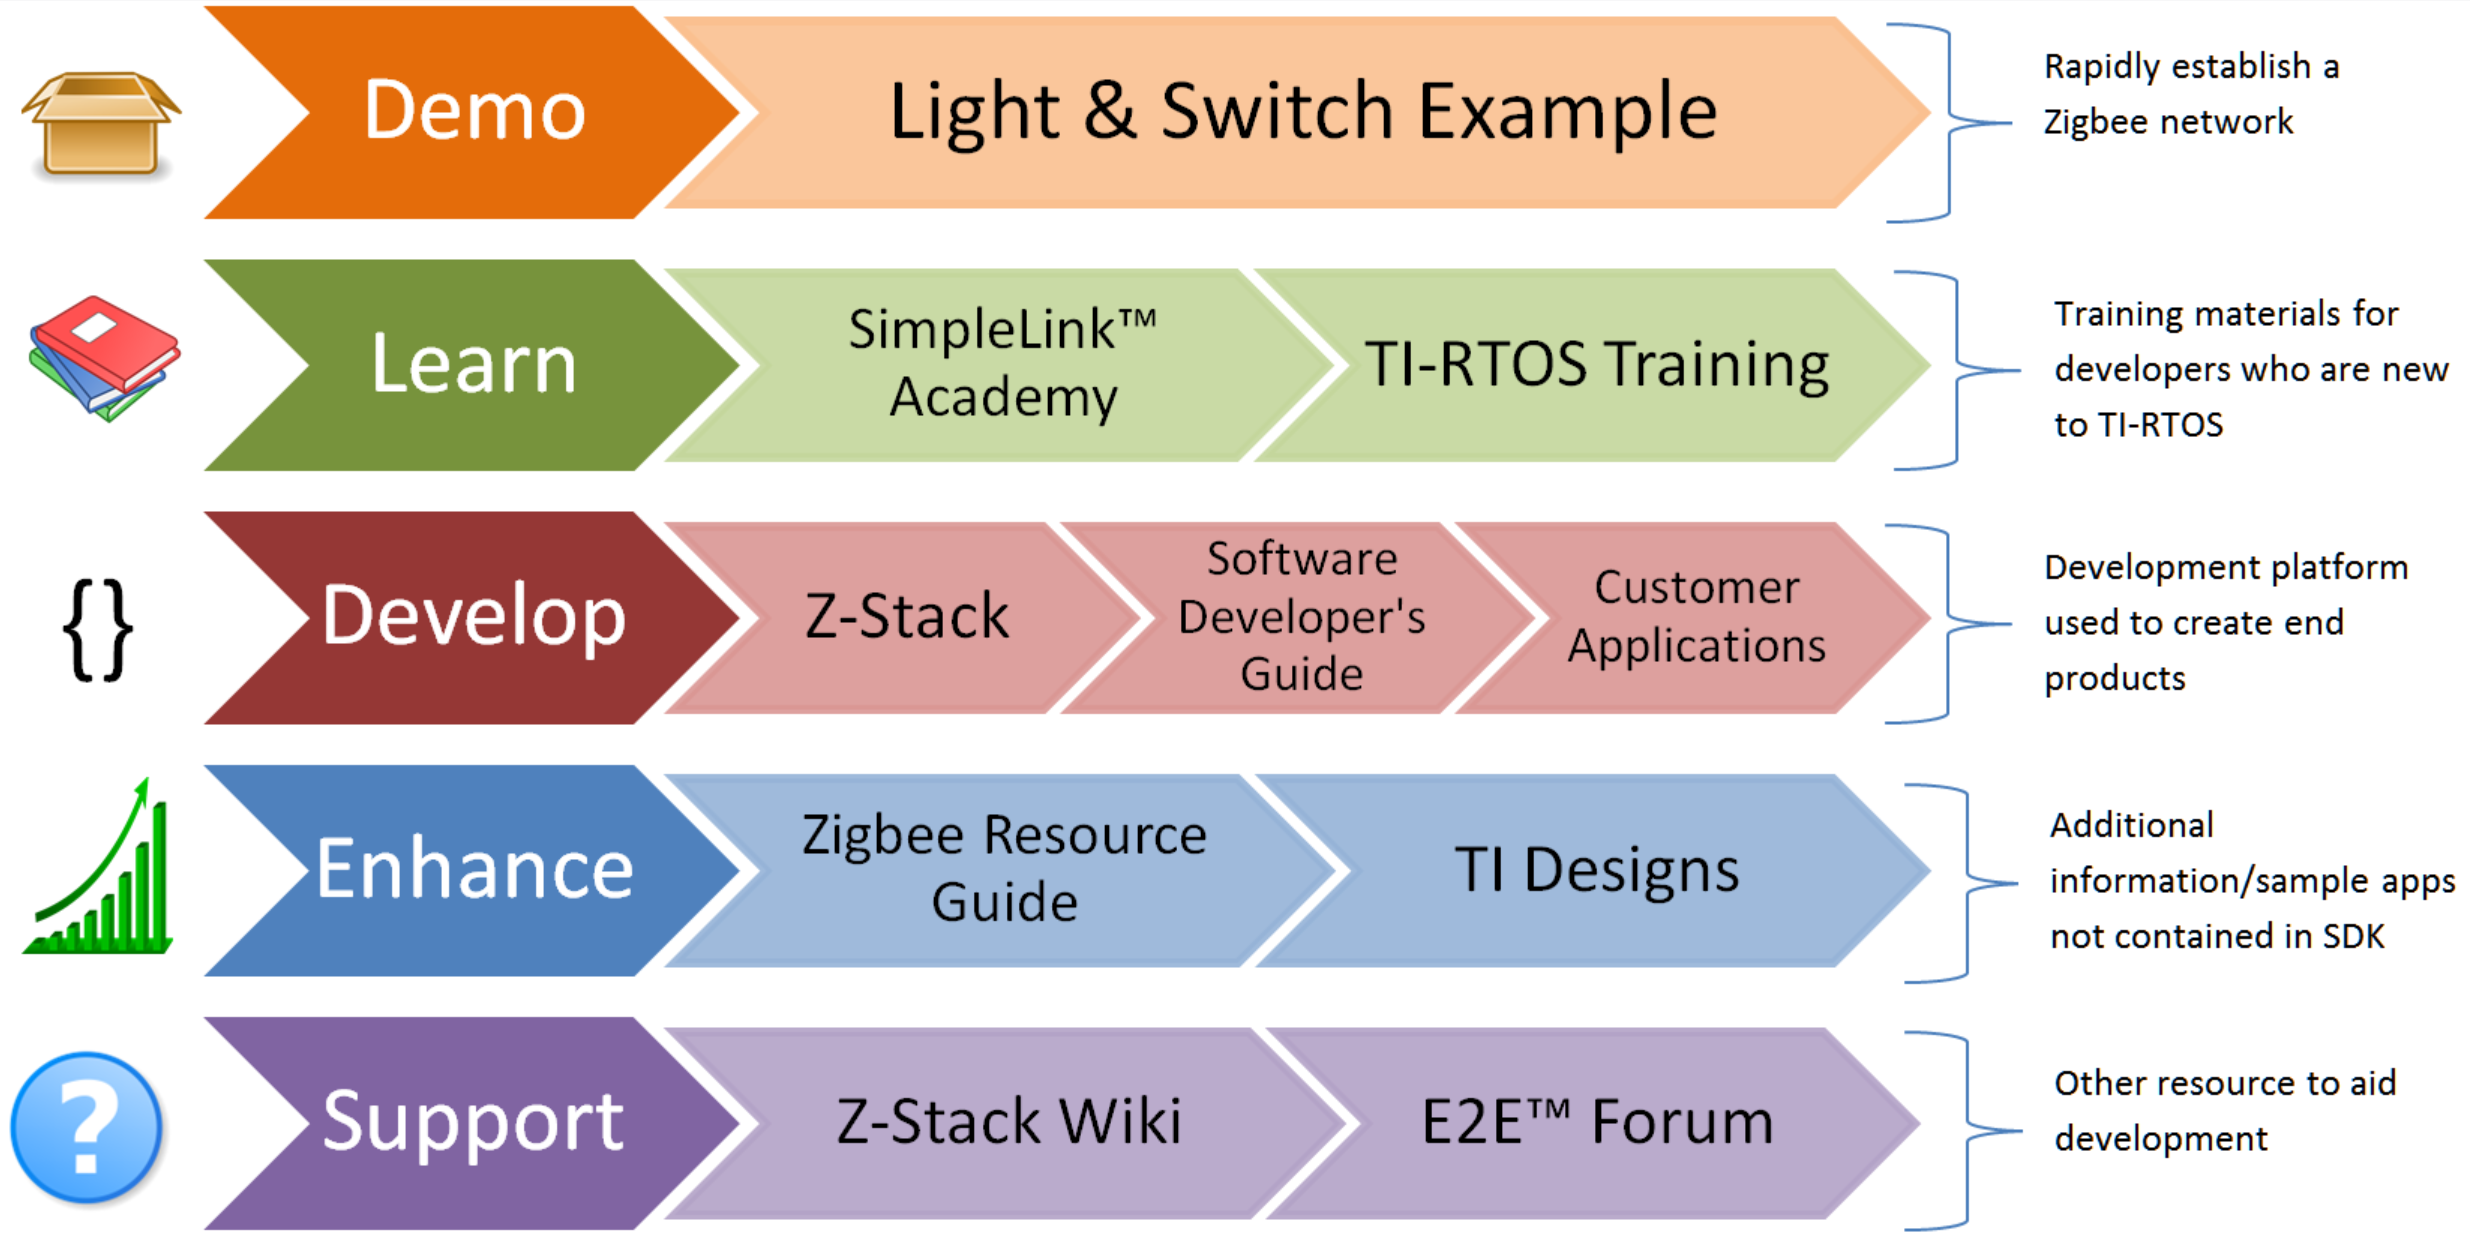 Demo
Light & Switch Example
Rapidly establish a
Zigbee network
Learn
SimpleLink™
Academy
TI-RTOS Training
Training materials for
developers who are new
to TI-RTOS
{}
Develop
Z-Stack
Software
Developer's
Guide
Customer
Applications
Development platform
used to create end
products
Enhance
Zigbee Resource
Guide
TI Designs
Additional
information/sample apps
not contained in SDK
?
Support
Z-Stack Wiki
E2E™ Forum
Other resource to aid
development